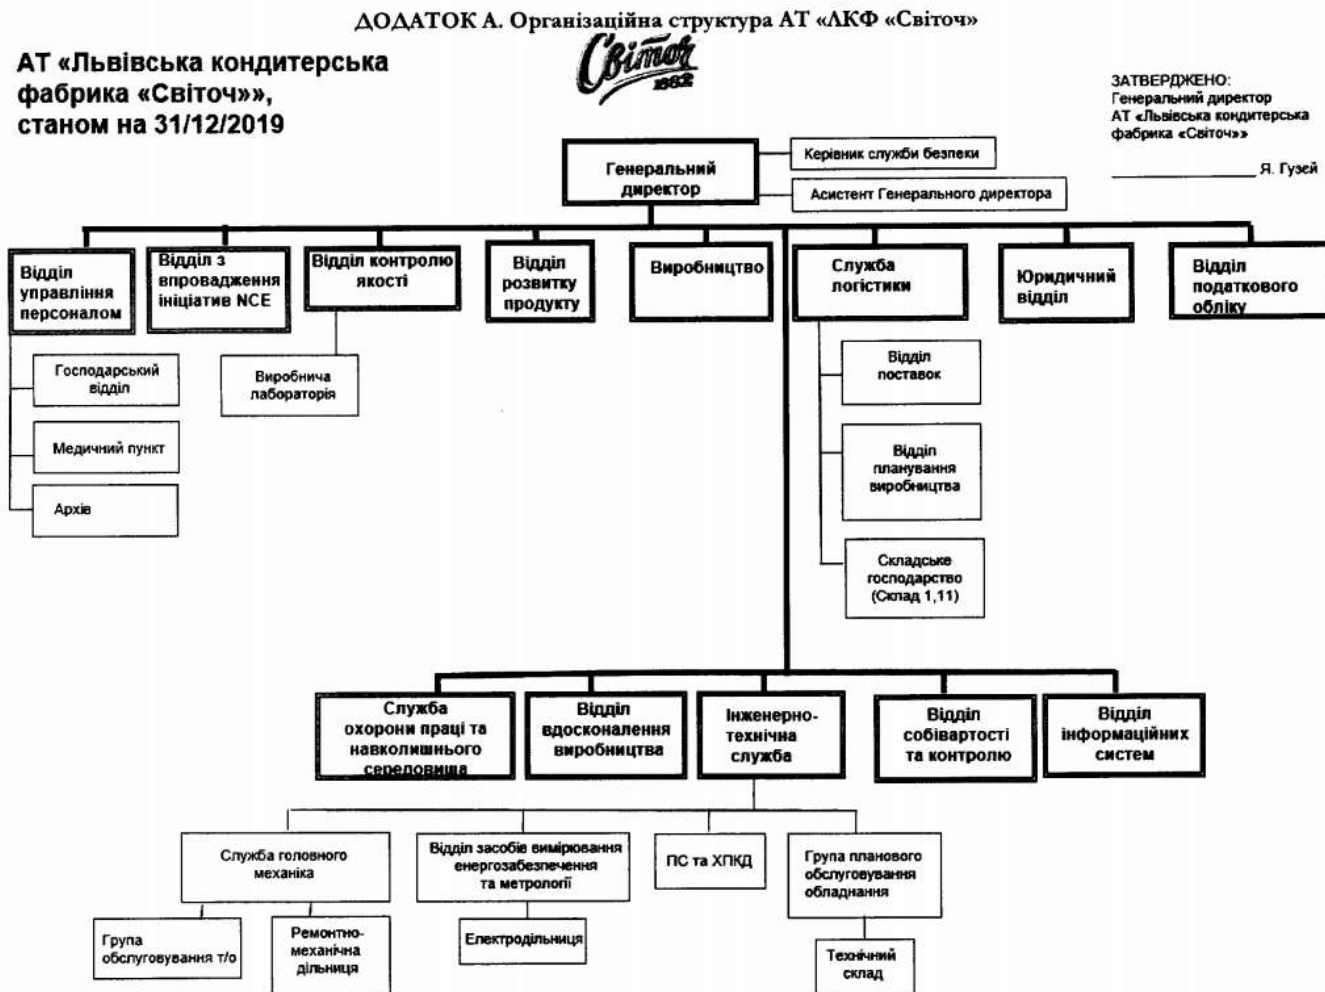 ДОДАТОК А. Організаційна структура АТ «ЛКФ «Світоч»
АТ «Львівська кондитерська
фабрика «Світоч»»,
станом на 31/12/2019
Світоч
1882
ЗАТВЕРДЖЕНО:
Генеральний директор
АТ «Львівська кондитерська
фабрика «Світоч»»
Я. Гузей
Генеральний
директор
Керівник служби безпеки
Асистент Генерального директора
Відділ
управління
персоналом
Відділ з
впровадження
ініціатив NCE
Відділ контролю
якості
Відділ
розвитку
продукту
Виробництво
Служба
логістики
Юридичний
відділ
Відділ
податкового
обліку
Господарський
відділ
Медичний пункт
Архів
Виробнича
лабораторія
Відділ
поставок
Відділ
планування
виробництва
Складське
господарство
(Склад 1,11)
Служба
охорони праці та
навколишнього
середовища
Відділ
вдосконалення
виробництва
Інженерно-
технічна
служба
Відділ
собівартості
та контролю
Відділ
інформаційних
систем
Служба головного
механіка
Відділ засобів вимірювання
енергозабезпечення
та метрології
ПС та ХПКД
Група планового
обслуговування
обладнання
Група
обслуговування т/о
Ремонтно-
механічна
дільниця
Електродільниця
Технічний
склад